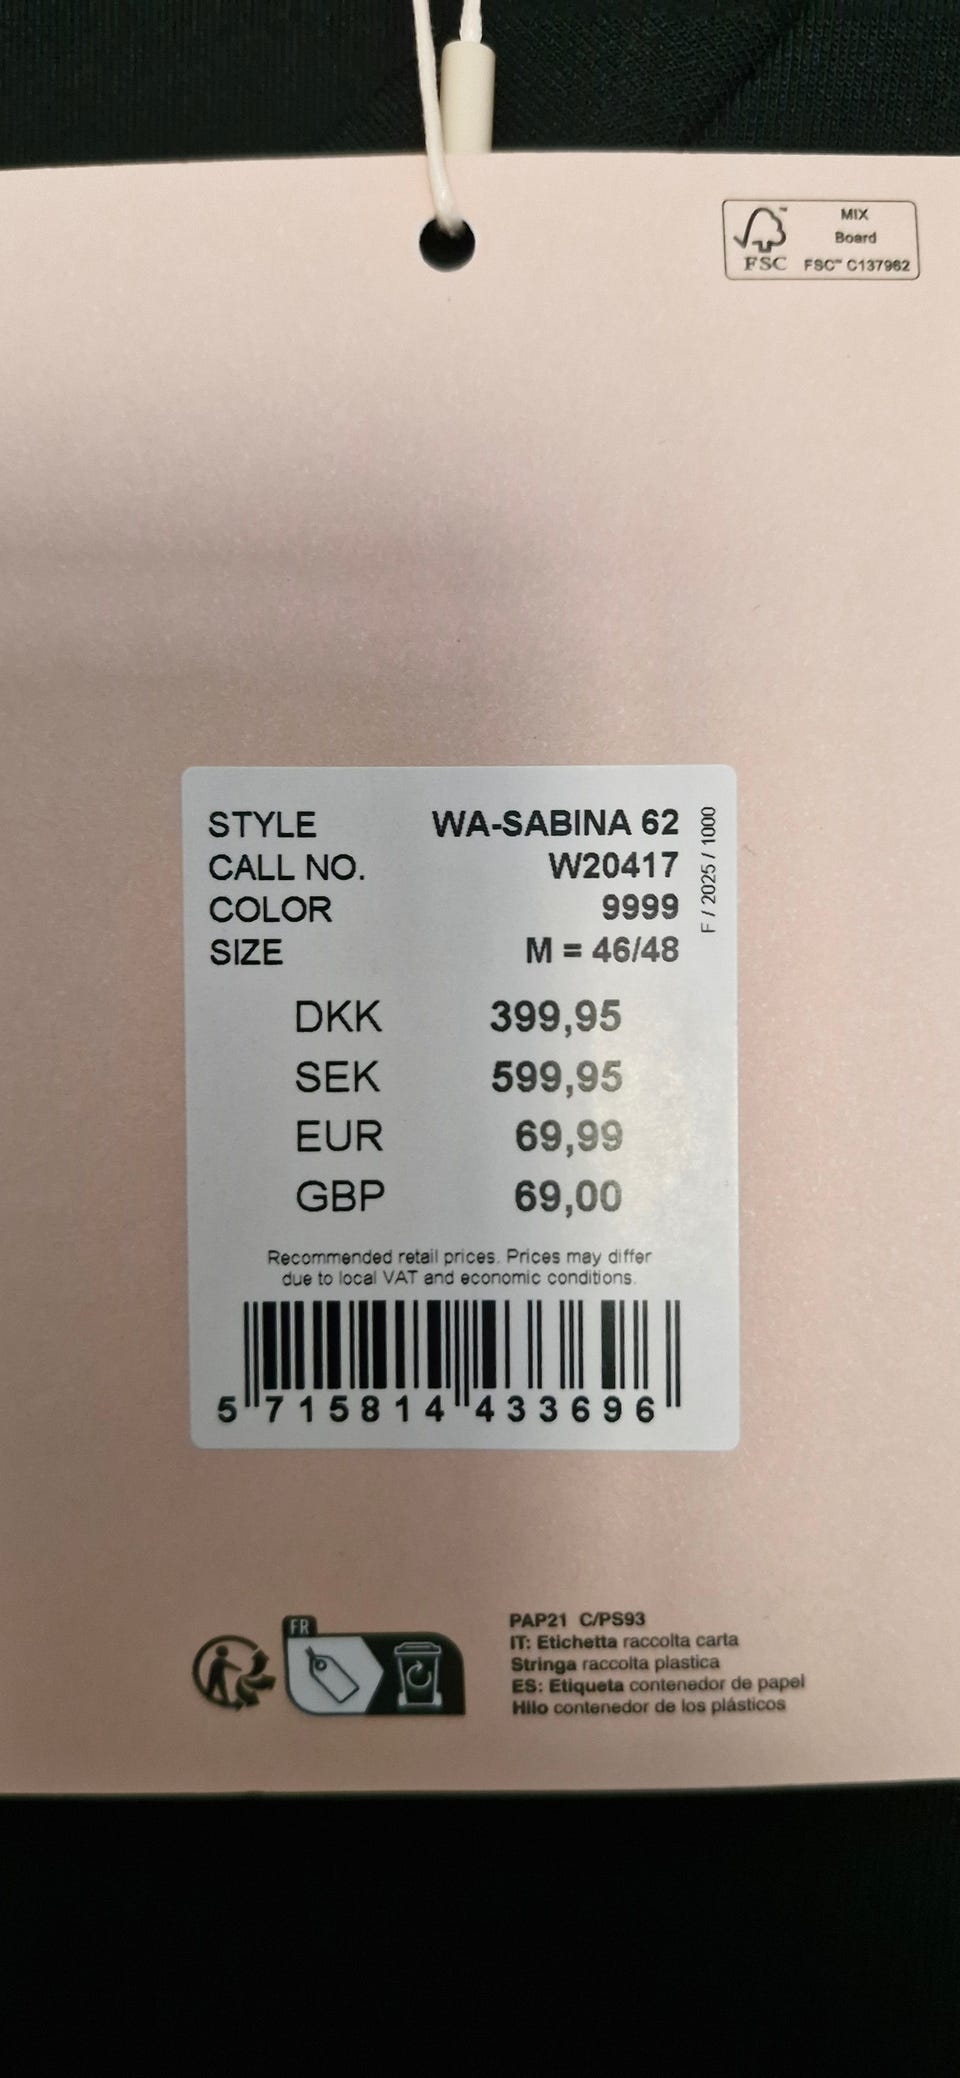 MIX
Board
FSC™ C137962
FSC
STYLE WA-SABINA 62
CALL NO. W20417
COLOR 9999
SIZE M = 46/48
F / 2025 / 1000
DKK 399,95
SEK 599,95
EUR 69,99
GBP 69,00
Recommended retail prices. Prices may differ
due to local VAT and economic conditions.
5 715814 433696
FR
PAP21 C/PS93
IT: Etichetta raccolta carta
Stringa raccolta plastica
ES: Etiqueta contenedor de papel
Hilo contenedor de los plásticos